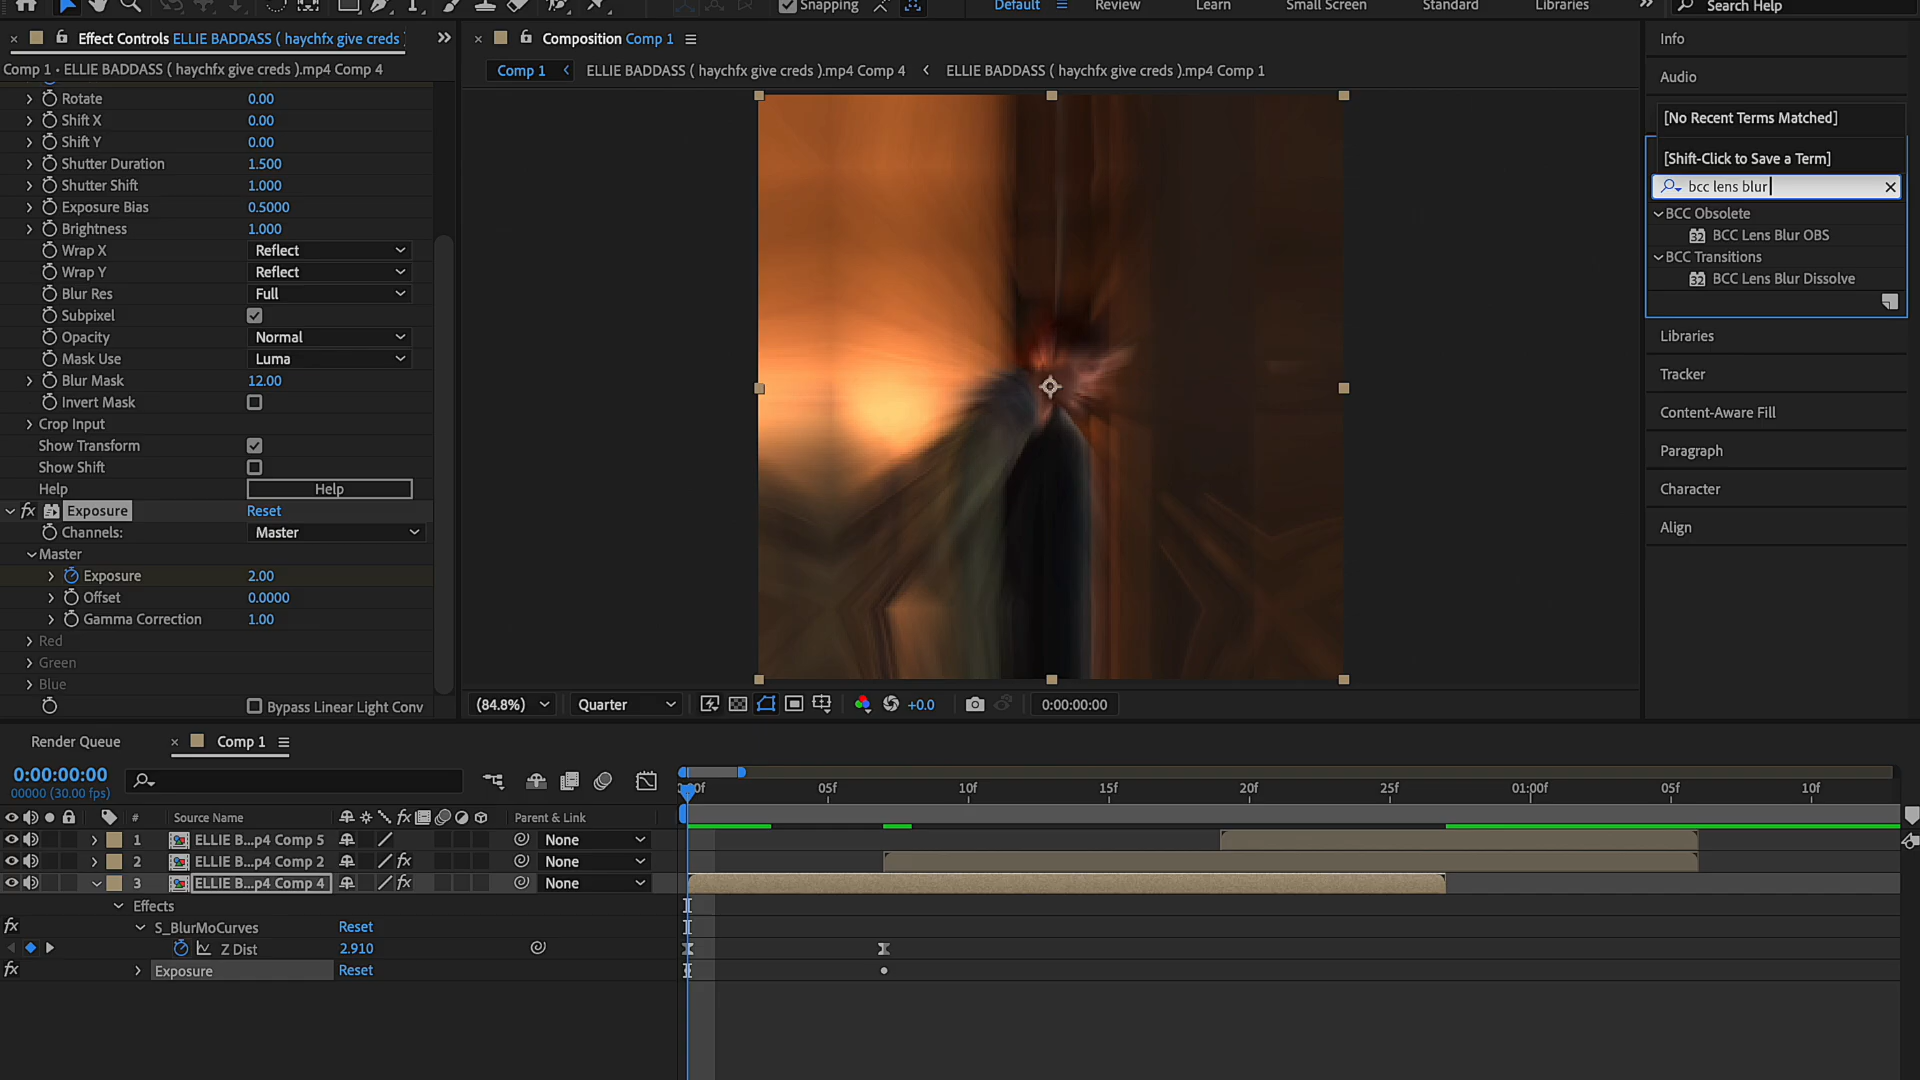 Snapping
Default
Review
Learn
Small Screen
Standard
Libraries
Search Help
Effect Controls ELLIE BADDASS ( haychfx give creds
Comp 1 • ELLIE BADDASS ( haychfx give creds ).mp4 Comp 4
Rotate 0.00
Shift X 0.00
Shift Y 0.00
Shutter Duration 1.500
Shutter Shift 1.000
Exposure Bias 0.5000
Brightness 1.000
Wrap X Reflect
Wrap Y Reflect
Blur Res Full
Subpixel
Opacity Normal
Mask Use Luma
Blur Mask 12.00
Invert Mask
Crop Input
Show Transform
Show Shift
Help Help
fx Exposure Reset
Channels: Master
Master
Exposure 2.00
Offset 0.0000
Gamma Correction 1.00
Red
Green
Blue
Bypass Linear Light Conv
Composition Comp 1
Comp 1
ELLIE BADDASS ( haychfx give creds ).mp4 Comp 4
ELLIE BADDASS ( haychfx give creds ).mp4 Comp 1
(84.8%)
Quarter
+0.0
0:00:00:00
Info
Audio
[No Recent Terms Matched]
[Shift-Click to Save a Term]
bcc lens blur
BCC Obsolete
32 BCC Lens Blur OBS
BCC Transitions
32 BCC Lens Blur Dissolve
Libraries
Tracker
Content-Aware Fill
Paragraph
Character
Align
Render Queue
Comp 1
0:00:00:00
00000 (30.00 fps)
05f 10f 15f 20f 25f 01:00f 05f 10f
# Source Name fx Parent & Link
1 ELLIE B...p4 Comp 5 None
2 ELLIE B...p4 Comp 2 fx None
3 ELLIE B...p4 Comp 4 fx None
Effects
fx S_BlurMoCurves Reset
Z Dist 2.910
fx Exposure Reset